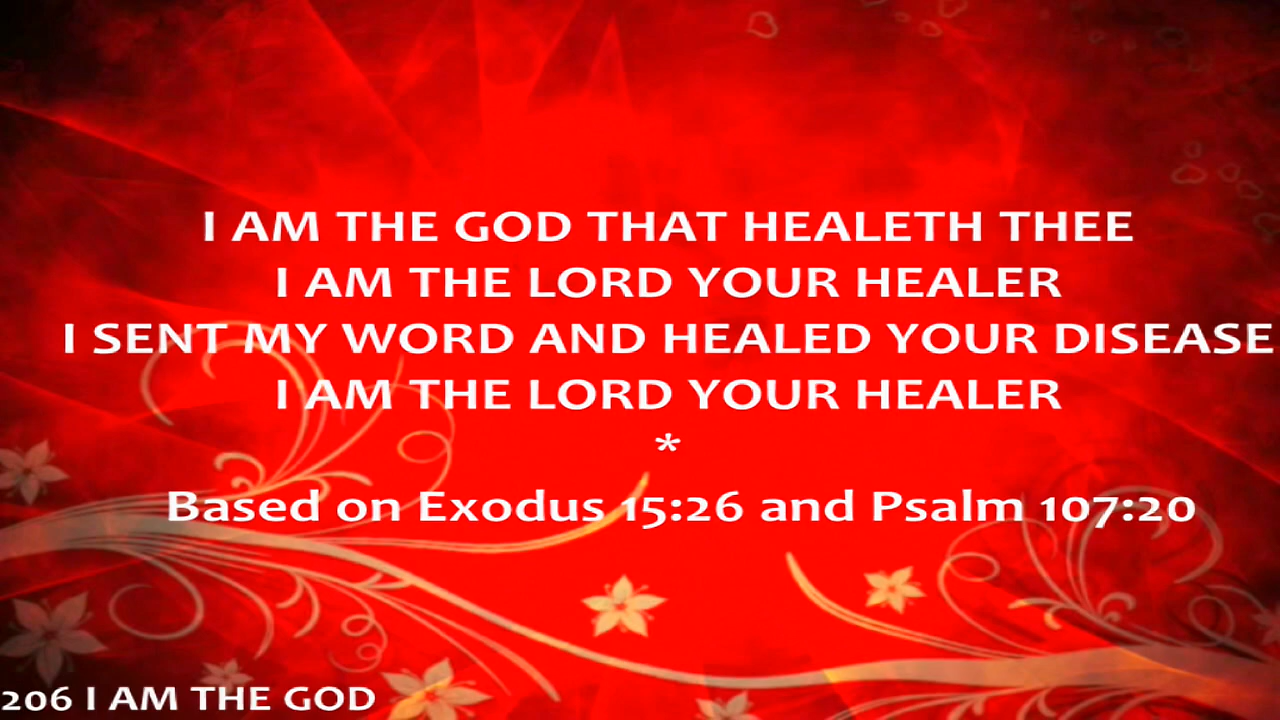 I AM THE GOD THAT HEALETH THEE
I AM THE LORD YOUR HEALER
I SENT MY WORD AND HEALED YOUR DISEASE
I AM THE LORD YOUR HEALER
*
Based on Exodus 15:26 and Psalm 107:20
206 I AM THE GOD